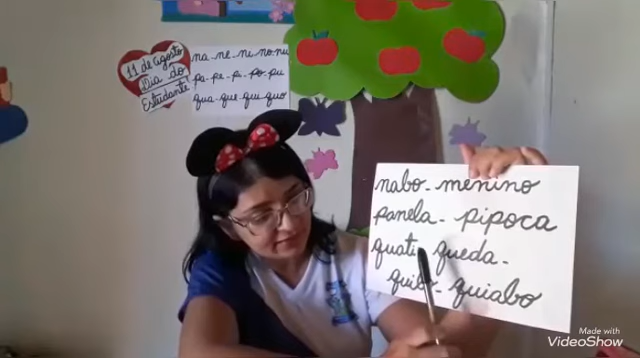 11 de Agosto
Dia do
Estudante
na - ne - ni - no - nu
pa - pe - pi - po - pu
qua - que - qui - quo
nabo - menino
panela - pipoca
quati queda -
quilo - quiabo
Made with
VideoShow